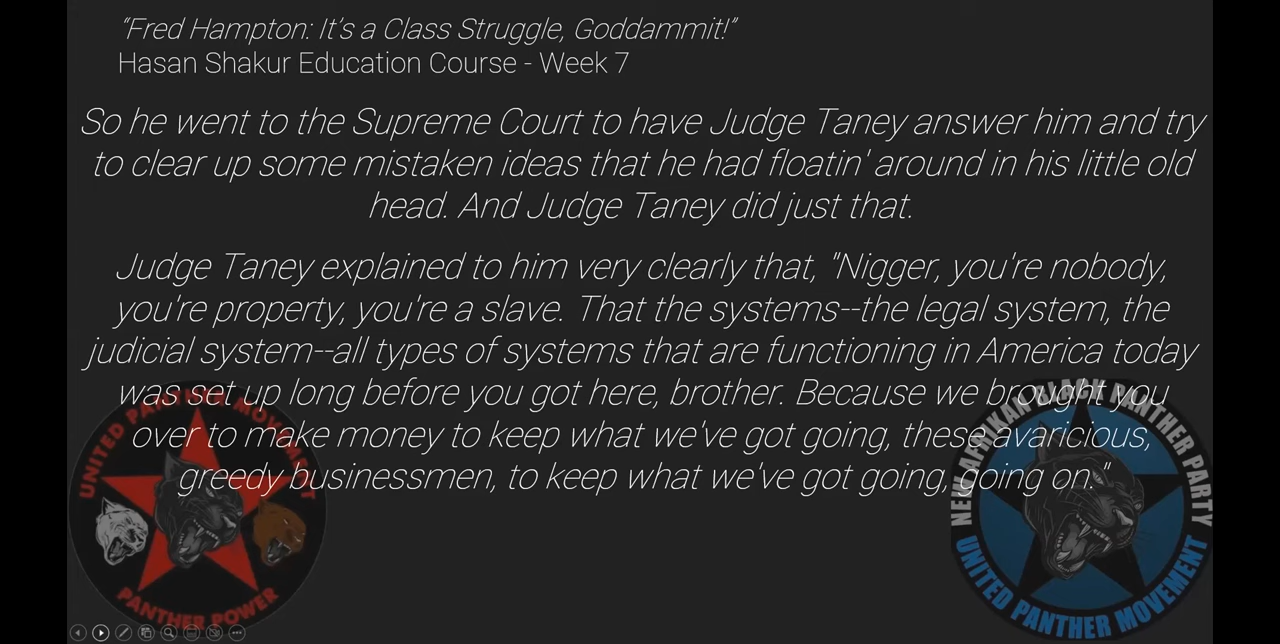 "Fred Hampton: It's a Class Struggle, Goddammit!"
Hasan Shakur Education Course - Week 7
So he went to the Supreme Court to have Judge Taney answer him and try
to clear up some mistaken ideas that he had floatin' around in his little old
head. And Judge Taney did just that.
Judge Taney explained to him very clearly that, "Nigger, you're nobody,
you're property, you're a slave. That the systems--the legal system, the
judicial system--all types of systems that are functioning in America today
was set up long before you got here, brother. Because we brought you
over to make money to keep what we've got going, these avaricious,
greedy businessmen, to keep what we've got going, going on."
UNITED PANTHER MOVEMENT
PANTHER POWER
NEW AFRIKAN BLACK PANTHER PARTY
UNITED PANTHER MOVEMENT